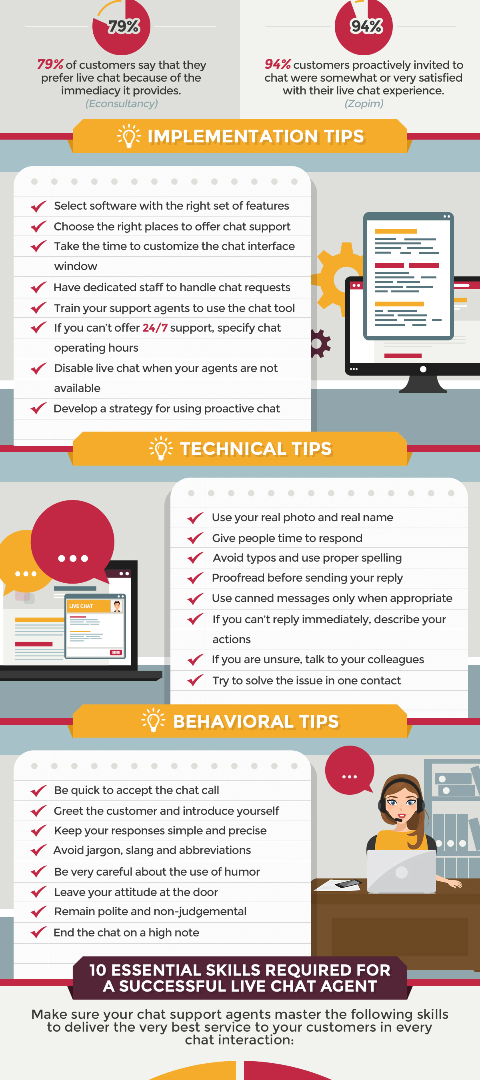 79%
94%
79% of customers say that they
prefer live chat because of the
immediacy it provides.
(Econsultancy)
94% customers proactively invited to
chat were somewhat or very satisfied
with their live chat experience.
(Zopim)
IMPLEMENTATION TIPS
Select software with the right set of features
Choose the right places to offer chat support
Take the time to customize the chat interface
window
Have dedicated staff to handle chat requests
Train your support agents to use the chat tool
If you can't offer 24/7 support, specify chat
operating hours
Disable live chat when your agents are not
available
Develop a strategy for using proactive chat
TECHNICAL TIPS
Use your real photo and real name
Give people time to respond
Avoid typos and use proper spelling
Proofread before sending your reply
Use canned messages only when appropriate
If you can't reply immediately, describe your
actions
If you are unsure, talk to your colleagues
Try to solve the issue in one contact
LIVE CHAT
BEHAVIORAL TIPS
Be quick to accept the chat call
Greet the customer and introduce yourself
Keep your responses simple and precise
Avoid jargon, slang and abbreviations
Be very careful about the use of humor
Leave your attitude at the door
Remain polite and non-judgemental
End the chat on a high note
10 ESSENTIAL SKILLS REQUIRED FOR
A SUCCESSFUL LIVE CHAT AGENT
Make sure your chat support agents master the following skills
to deliver the very best service to your customers in every
chat interaction: